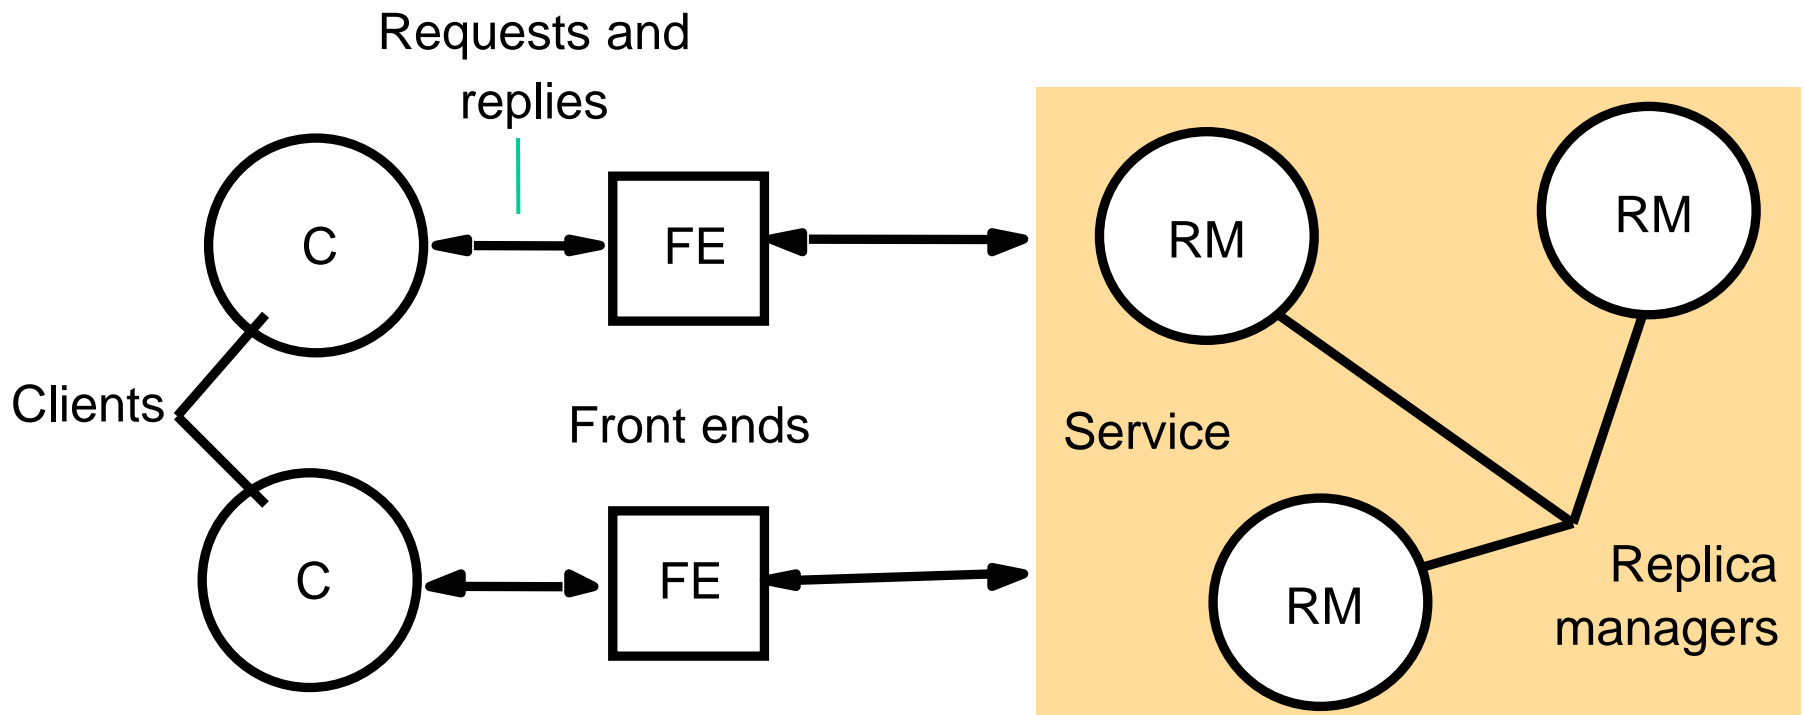 Requests and
replies
C
FE
RM
RM
Clients
Front ends
Service
C
FE
RM
Replica
managers